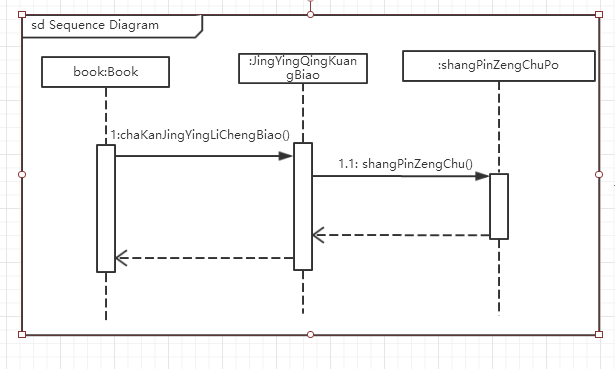 sd Sequence Diagram
book:Book
:JingYingQingKuan
gBiao
:shangPinZengChuPo
1:chaKanJingYingLiChengBiao()
1.1: shangPinZengChu()